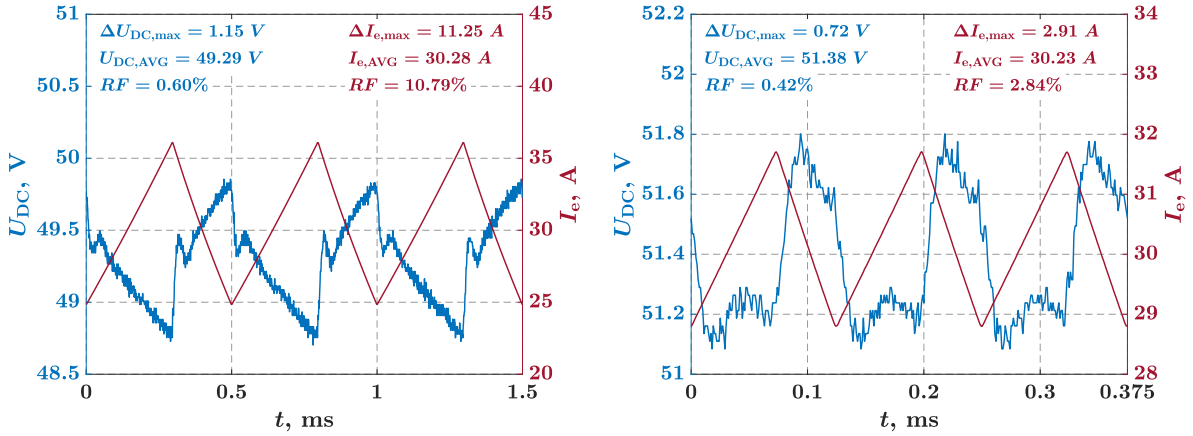 ΔU_DC,max = 1.15 V
U_DC,AVG = 49.29 V
RF = 0.60%
ΔI_e,max = 11.25 A
I_e,AVG = 30.28 A
RF = 10.79%
51
50.5
50
49.5
49
48.5
U_DC, V
45
40
35
30
25
20
I_e, A
0
0.5
1
1.5
t, ms
ΔU_DC,max = 0.72 V
U_DC,AVG = 51.38 V
RF = 0.42%
ΔI_e,max = 2.91 A
I_e,AVG = 30.23 A
RF = 2.84%
52.2
52
51.8
51.6
51.4
51.2
51
U_DC, V
34
33
32
31
30
29
28
I_e, A
0
0.1
0.2
0.3
0.375
t, ms